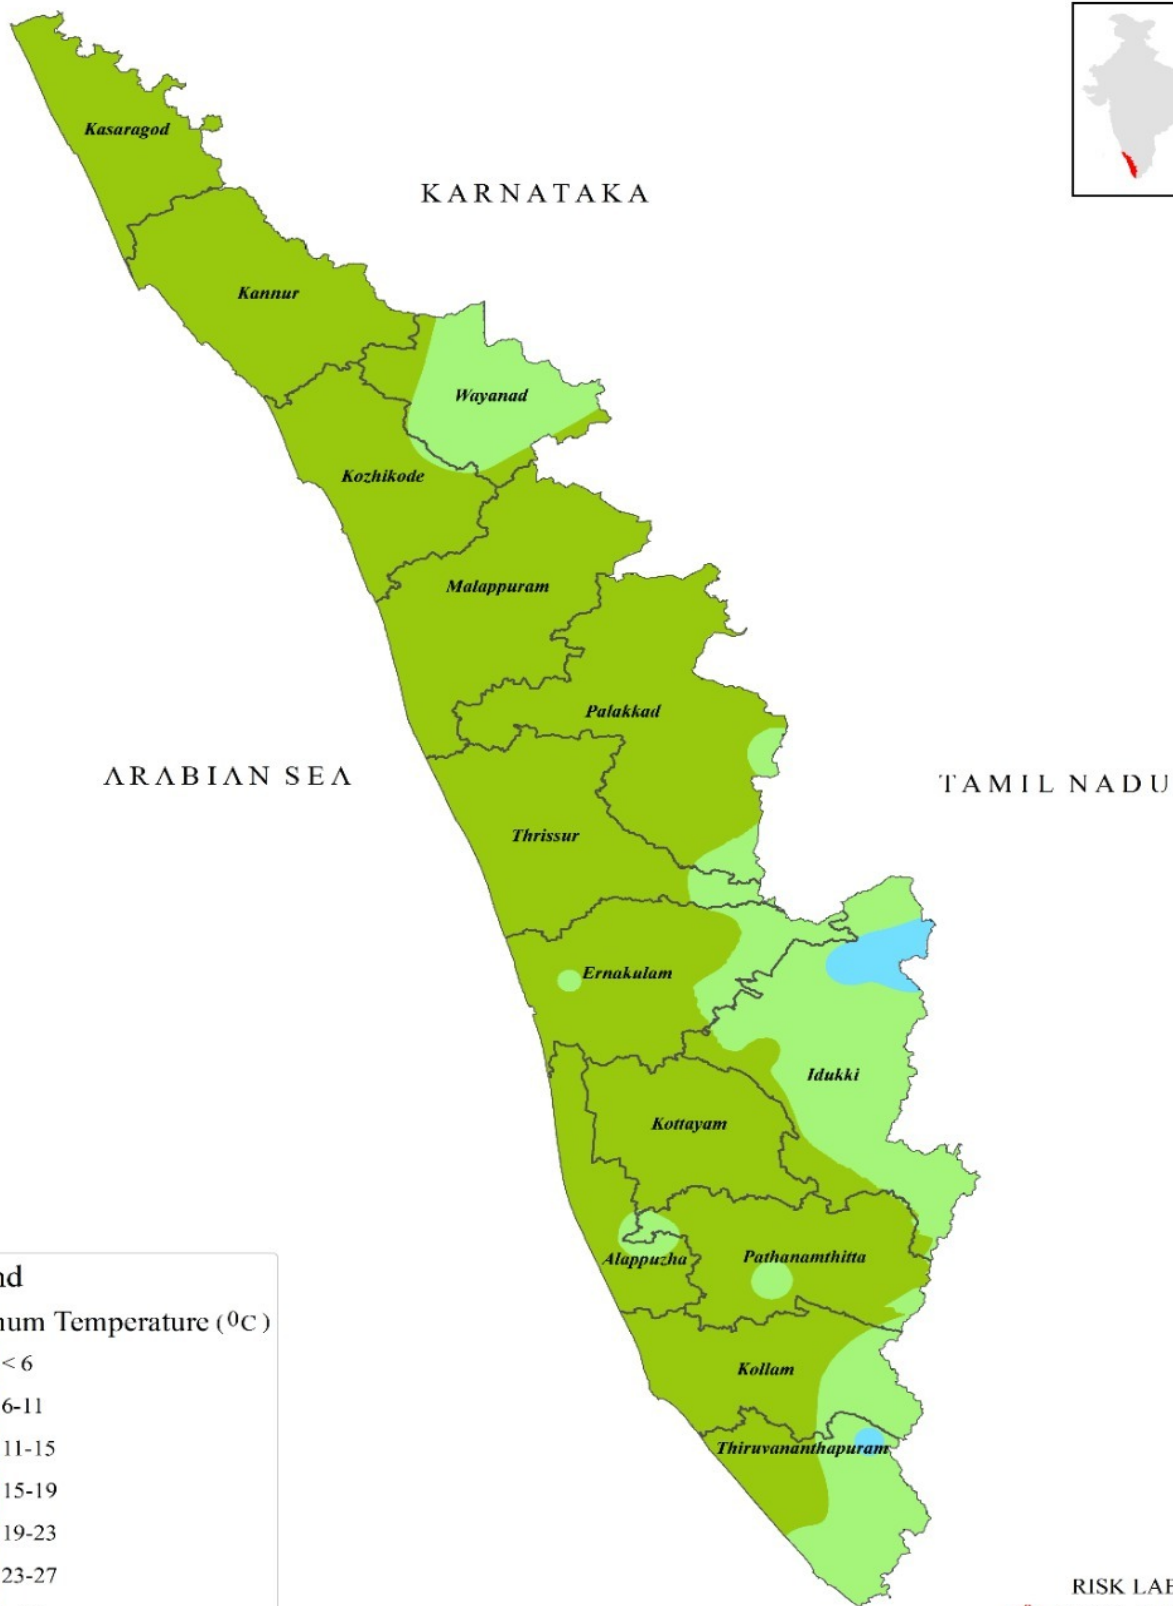 Kasaragod
KARNATAKA
Kannur
Wayanad
Kozhikode
Malappuram
Palakkad
ARABIAN SEA
TAMIL NADU
Thrissur
Ernakulam
Idukki
Kottayam
Alappuzha
Pathanamthitta
Kollam
Thiruvananthapuram
nd
num Temperature (⁰C)
< 6
6-11
11-15
15-19
19-23
23-27
RISK LAB